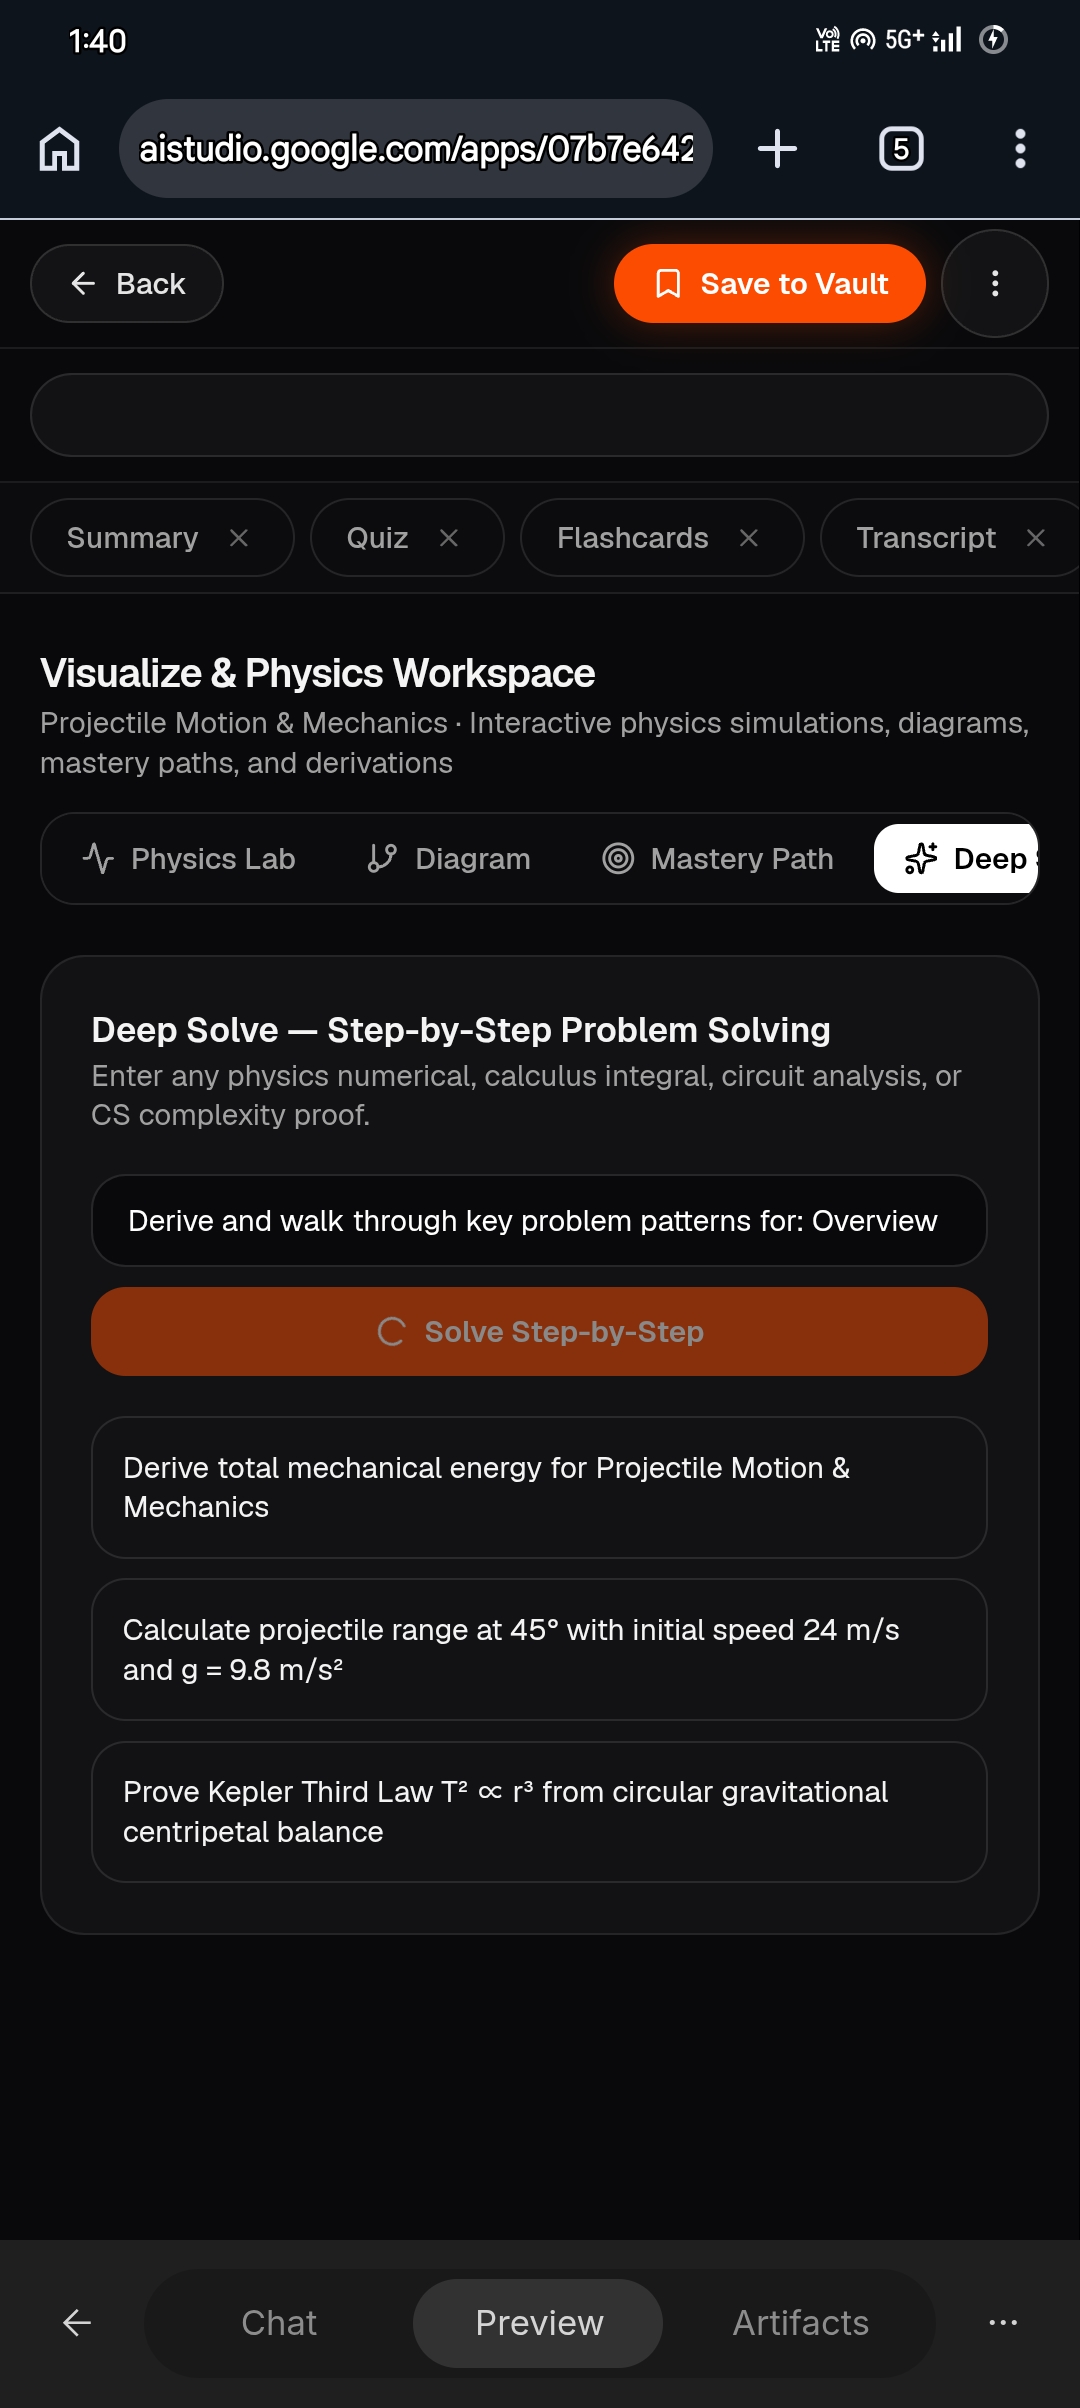 1:40
Vo)) LTE 5G+
aistudio.google.com/apps/07b7e642
5
Back
Save to Vault
Summary
Quiz
Flashcards
Transcript
Visualize & Physics Workspace
Projectile Motion & Mechanics · Interactive physics simulations, diagrams,
mastery paths, and derivations
Physics Lab
Diagram
Mastery Path
Deep
Deep Solve — Step-by-Step Problem Solving
Enter any physics numerical, calculus integral, circuit analysis, or
CS complexity proof.
Derive and walk through key problem patterns for: Overview
Solve Step-by-Step
Derive total mechanical energy for Projectile Motion &
Mechanics
Calculate projectile range at 45° with initial speed 24 m/s
and g = 9.8 m/s²
Prove Kepler Third Law T² ∝ r³ from circular gravitational
centripetal balance
Chat
Preview
Artifacts